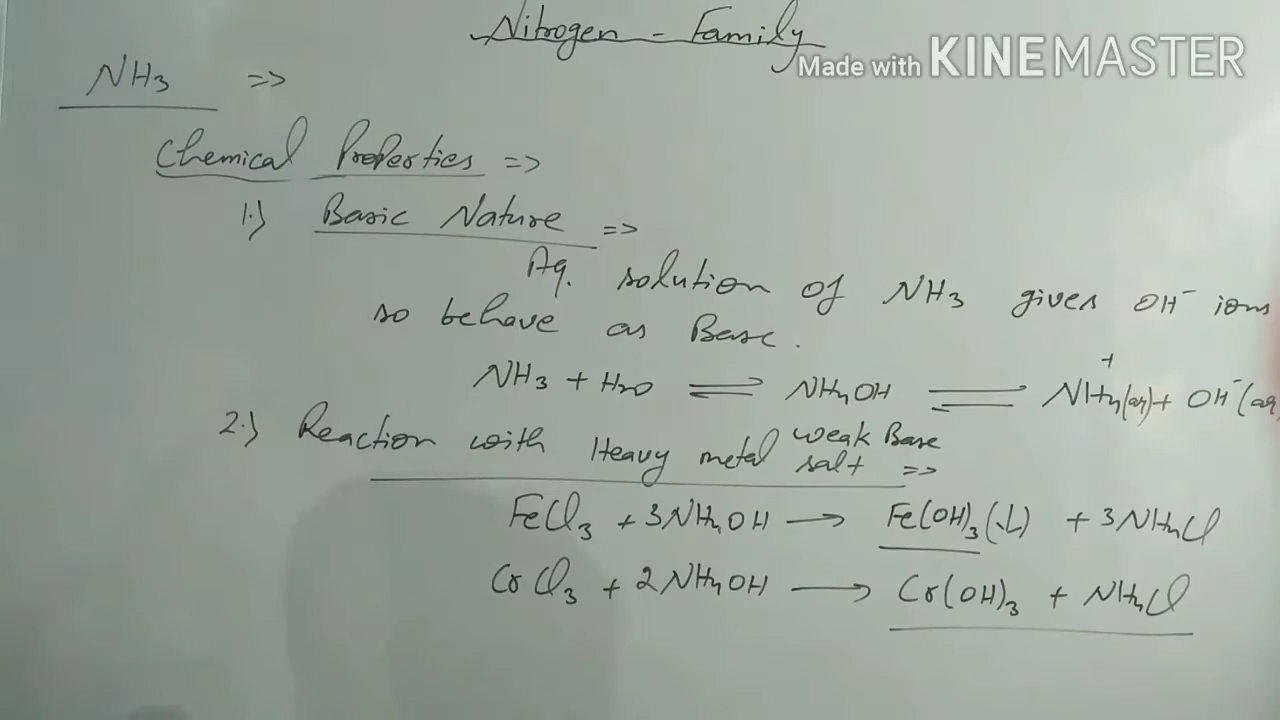 Nitrogen - Family
Made with KINEMASTER
NH3 =>
Chemical Properties =>
1.) Basic Nature =>
Aq. solution of NH3 gives OH⁻ ions
so behave as Base.
NH3 + H2O ⇌ NH4OH ⇌ NH4⁺(aq) + OH⁻(aq
weak Base
2.) Reaction with Heavy metal salt =>
FeCl3 + 3NH4OH → Fe(OH)3(↓) + 3NH4Cl
CrCl3 + 2NH4OH → Cr(OH)3 + NH4Cl